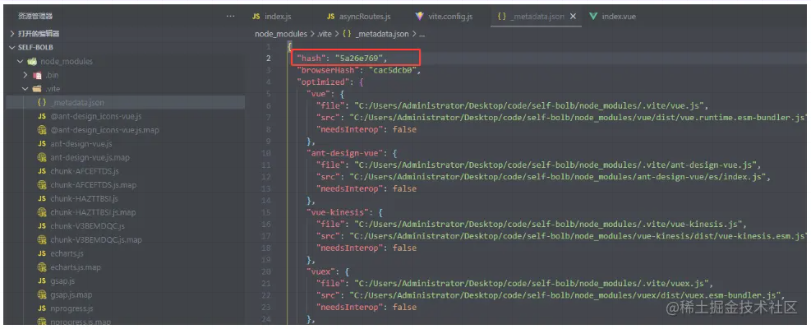 资源管理器
打开的编辑器
SELF-BOLB
node_modules
.bin
.vite
{} _metadata.json
JS @ant-design_icons-vue.js
@ant-design_icons-vue.js.map
JS ant-design-vue.js
ant-design-vue.js.map
JS chunk-AFCEFTDS.js
chunk-AFCEFTDS.js.map
JS chunk-HAZTTB5I.js
chunk-HAZTTB5I.js.map
JS chunk-V3BEMDQC.js
chunk-V3BEMDQC.js.map
JS echarts.js
echarts.js.map
JS gsap.js
gsap.js.map
JS nprogress.js
nprogress.js.map
JS index.js
JS asyncRoutes.js
vite.config.js
{} _metadata.json
index.vue
node_modules > .vite > {} _metadata.json > ...
1 {
2 "hash": "5a26e769",
3 "browserHash": "cac5dcb0",
4 "optimized": {
5 "vue": {
6 "file": "C:/Users/Administrator/Desktop/code/self-bolb/node_modules/.vite/vue.js",
7 "src": "C:/Users/Administrator/Desktop/code/self-bolb/node_modules/vue/dist/vue.runtime.esm-bundler.js"
8 "needsInterop": false
9 },
10 "ant-design-vue": {
11 "file": "C:/Users/Administrator/Desktop/code/self-bolb/node_modules/.vite/ant-design-vue.js",
12 "src": "C:/Users/Administrator/Desktop/code/self-bolb/node_modules/ant-design-vue/es/index.js",
13 "needsInterop": false
14 },
15 "vue-kinesis": {
16 "file": "C:/Users/Administrator/Desktop/code/self-bolb/node_modules/.vite/vue-kinesis.js",
17 "src": "C:/Users/Administrator/Desktop/code/self-bolb/node_modules/vue-kinesis/dist/vue-kinesis.esm.js"
18 "needsInterop": false
19 },
20 "vuex": {
21 "file": "C:/Users/Administrator/Desktop/code/self-bolb/node_modules/.vite/vuex.js",
22 "src": "C:/Users/Administrator/Desktop/code/self-bolb/node_modules/vuex/dist/vuex.esm-bundler.js",
23 "needsInterop": false
24 },
@稀土掘金技术社区